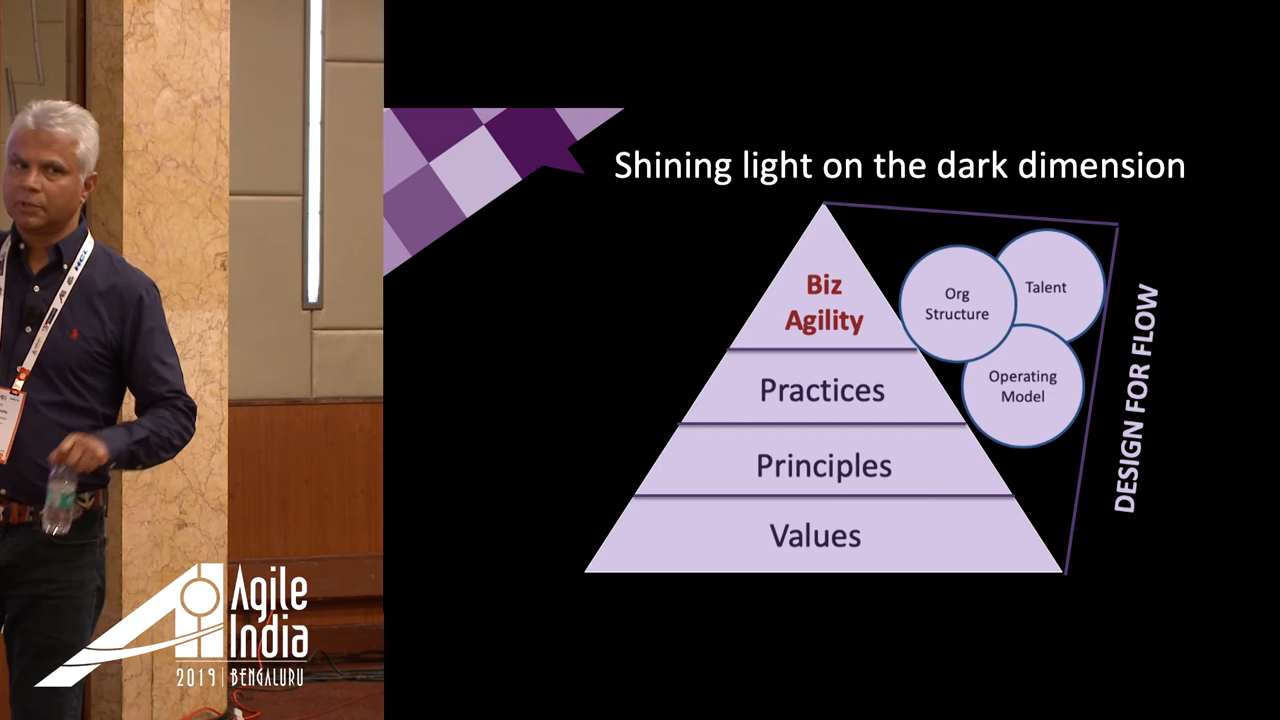 Shining light on the dark dimension
Biz
Agility
Practices
Principles
Values
Org
Structure
Talent
Operating
Model
DESIGN FOR FLOW
HCL
Agile
India
2019 | BENGALURU